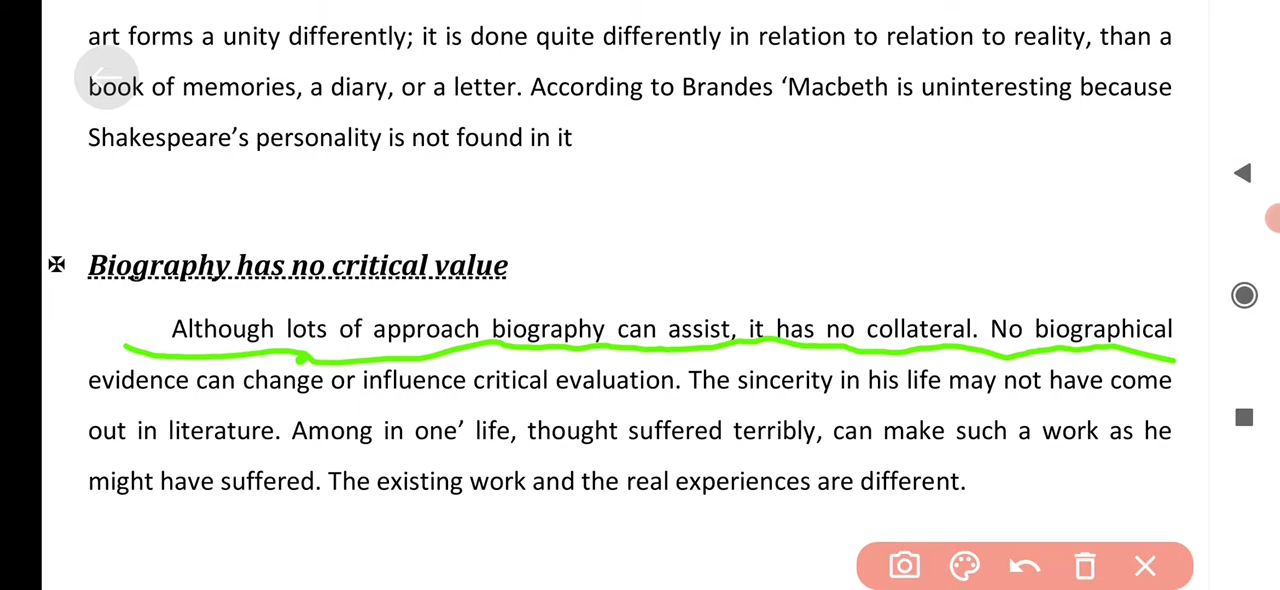 art forms a unity differently; it is done quite differently in relation to relation to reality, than a
book of memories, a diary, or a letter. According to Brandes ‘Macbeth is uninteresting because
Shakespeare’s personality is not found in it
Biography has no critical value
Although lots of approach biography can assist, it has no collateral. No biographical
evidence can change or influence critical evaluation. The sincerity in his life may not have come
out in literature. Among in one’ life, thought suffered terribly, can make such a work as he
might have suffered. The existing work and the real experiences are different.